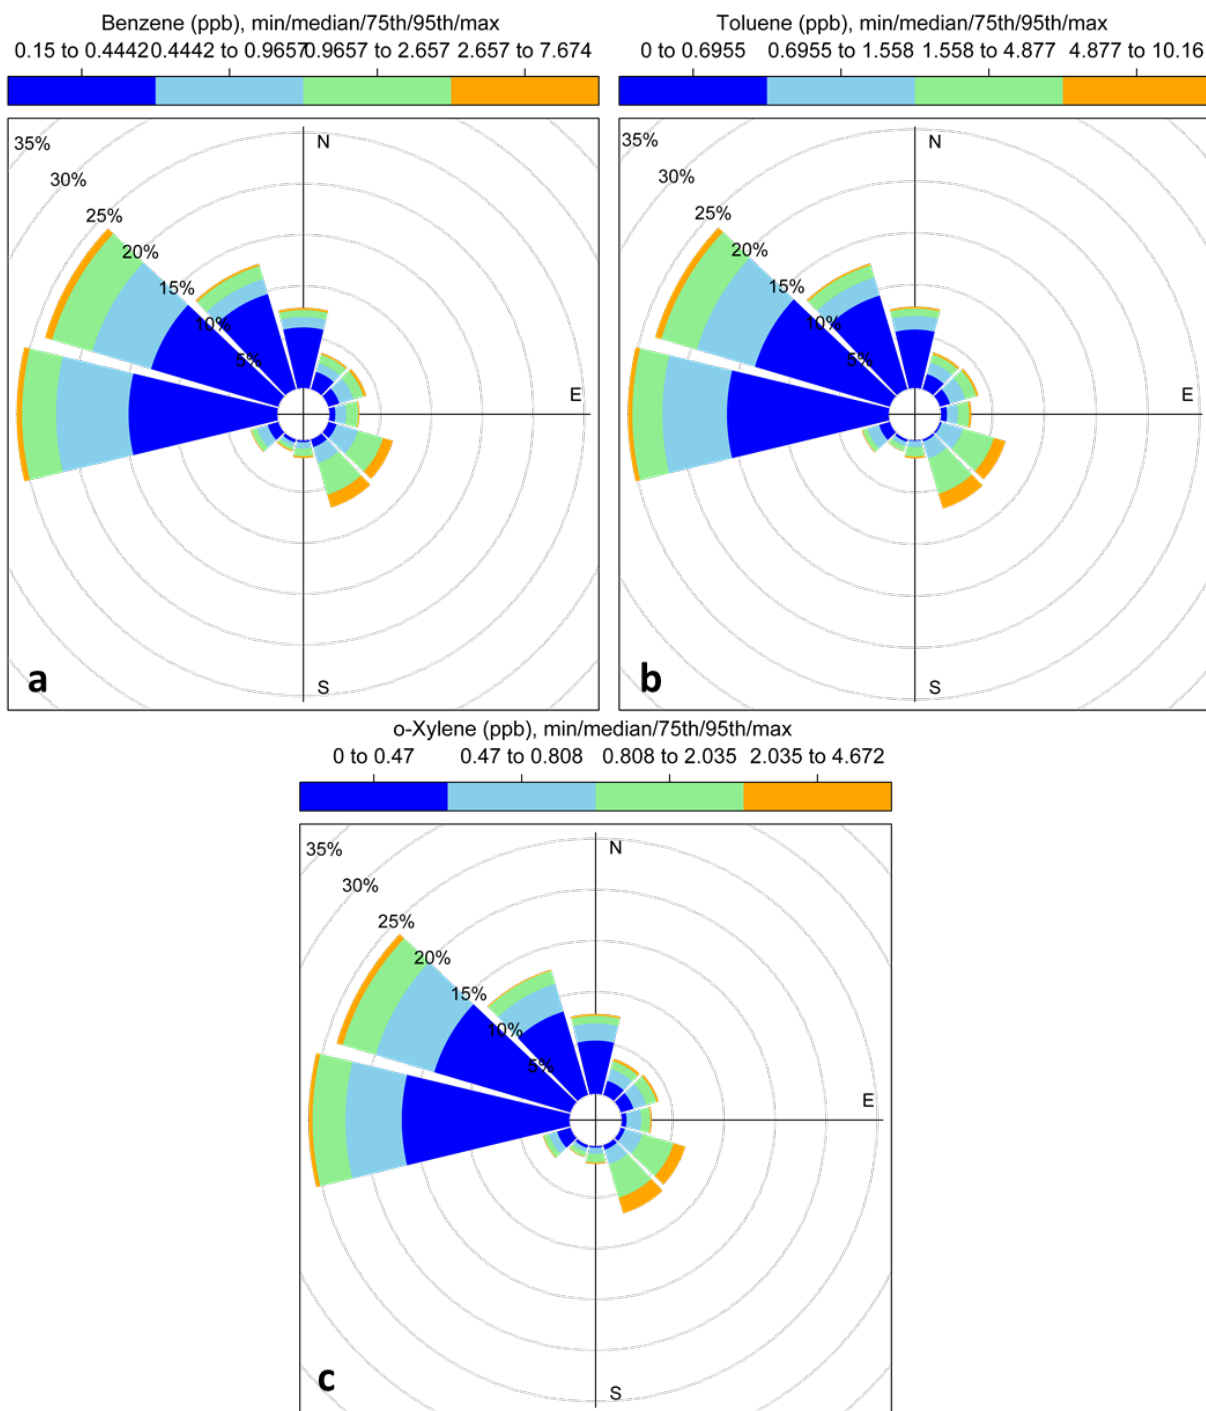 Benzene (ppb), min/median/75th/95th/max
0.15 to 0.4442 0.4442 to 0.9657 0.9657 to 2.657 2.657 to 7.674
35%
N
30%
25%
20%
15%
10%
5%
E
S
a
Toluene (ppb), min/median/75th/95th/max
0 to 0.6955 0.6955 to 1.558 1.558 to 4.877 4.877 to 10.16
35%
N
30%
25%
20%
15%
10%
5%
E
S
b
o-Xylene (ppb), min/median/75th/95th/max
0 to 0.47 0.47 to 0.808 0.808 to 2.035 2.035 to 4.672
35%
N
30%
25%
20%
15%
10%
5%
E
S
c